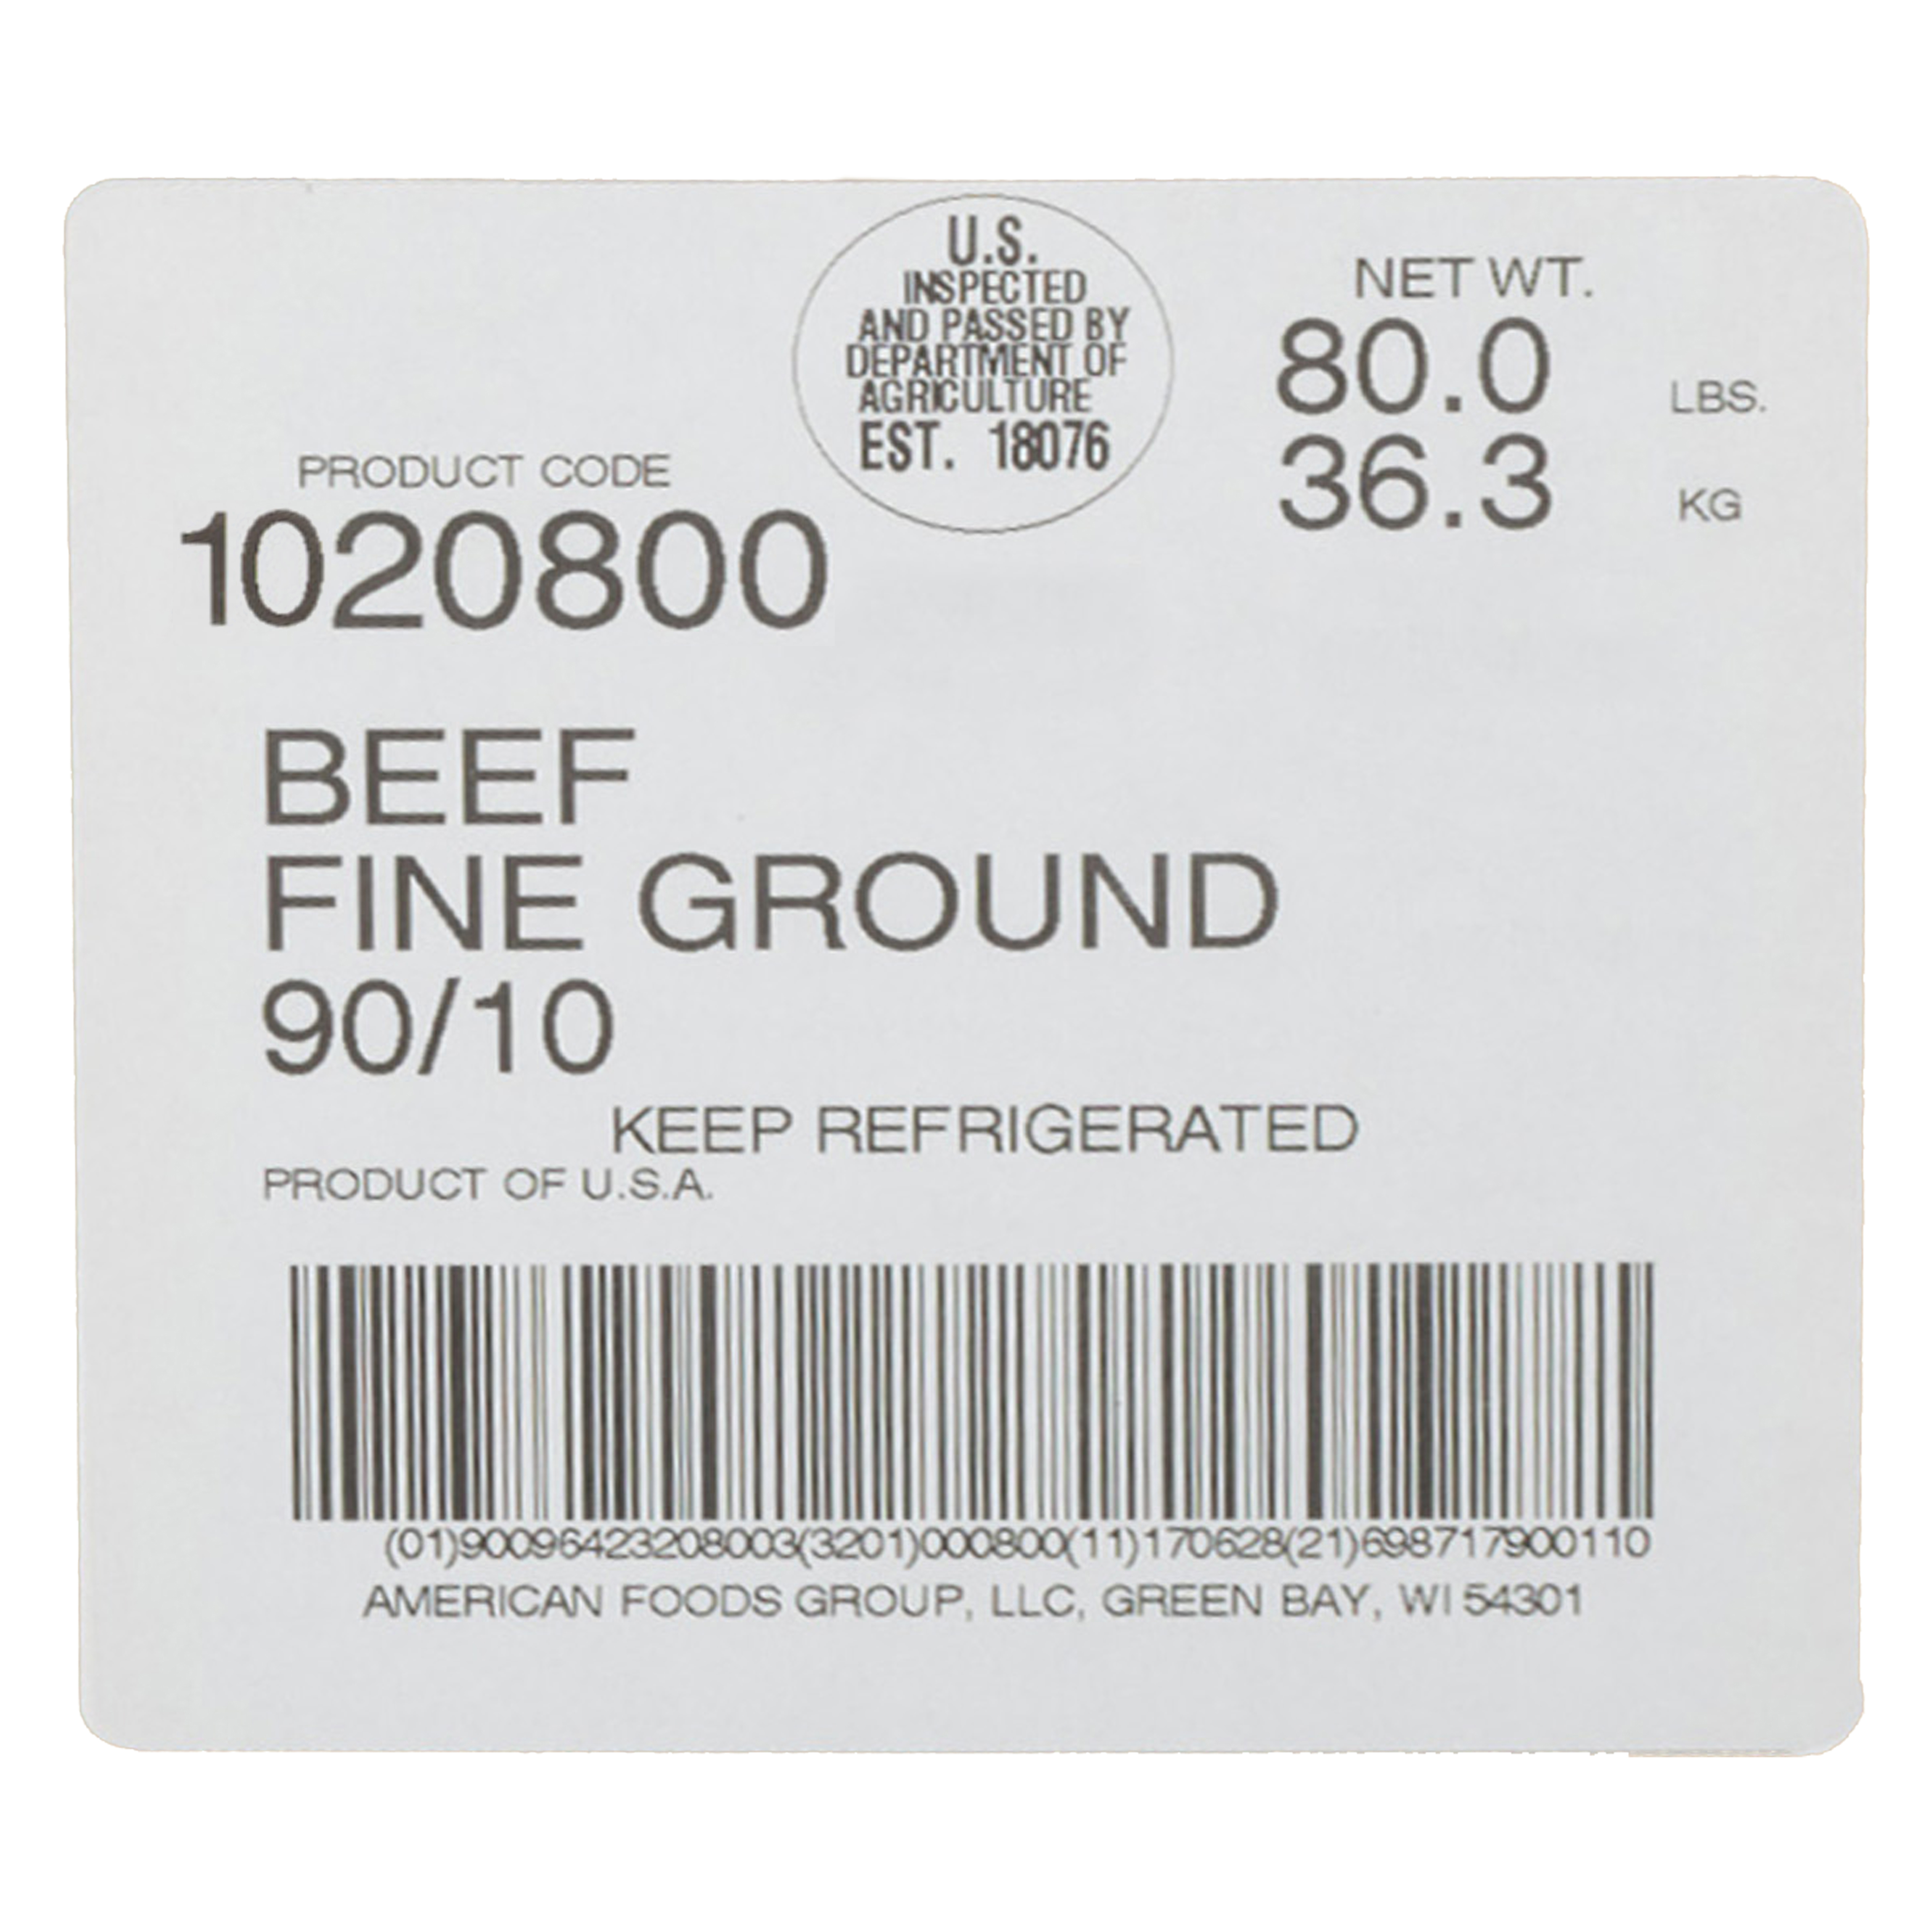 U.S.
INSPECTED
AND PASSED BY
DEPARTMENT OF
AGRICULTURE
EST. 18076
NET WT.
80.0 LBS.
36.3 KG
PRODUCT CODE
1020800
BEEF
FINE GROUND
90/10
KEEP REFRIGERATED
PRODUCT OF U.S.A.
(01)90096423208003(3201)000800(11)170628(21)698717900110
AMERICAN FOODS GROUP, LLC, GREEN BAY, WI 54301